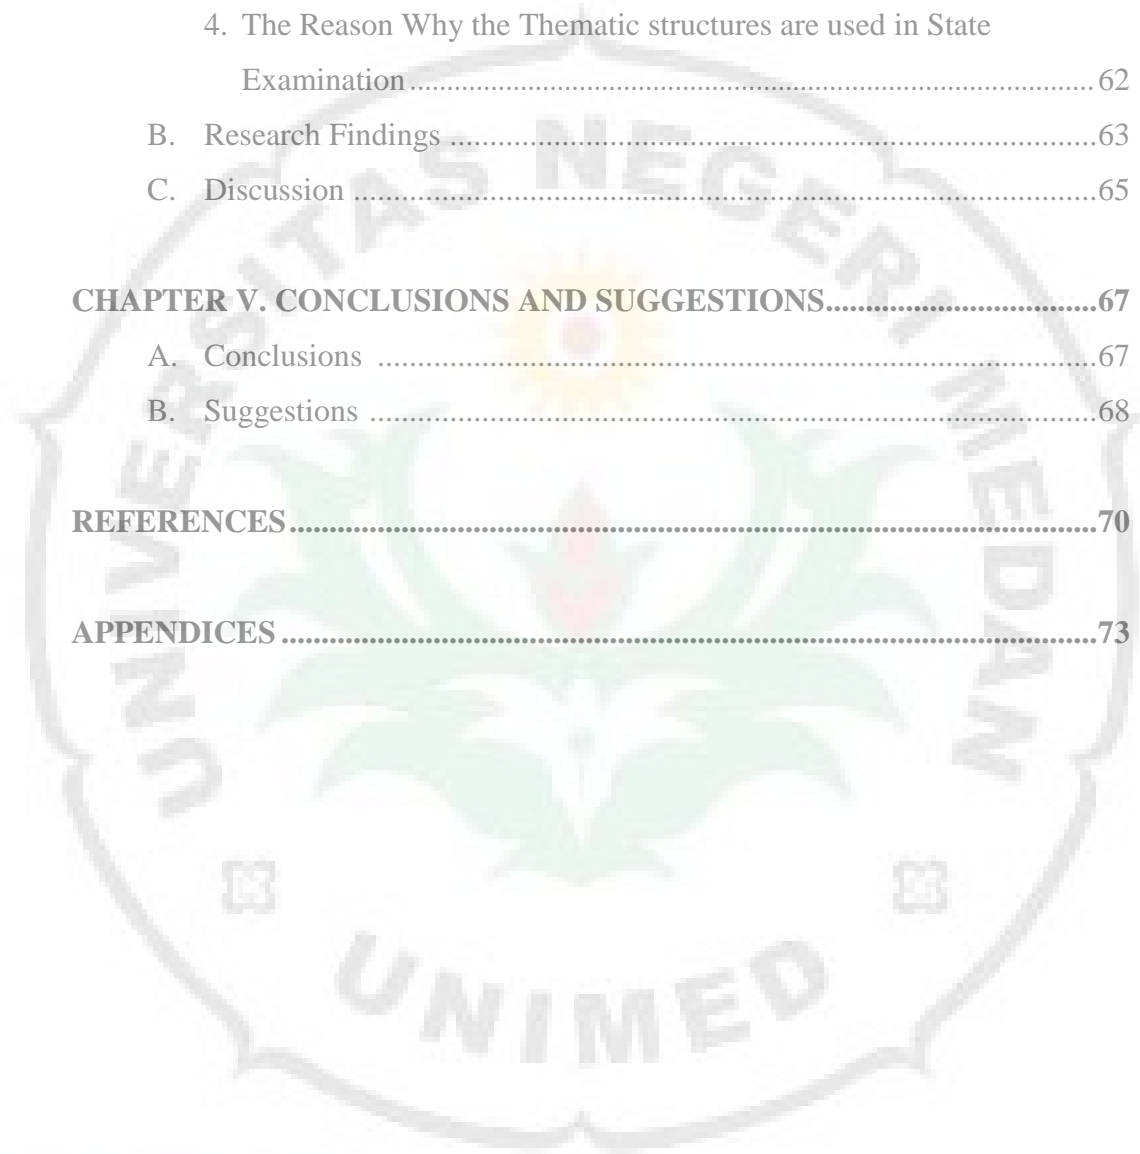 4. The Reason Why the Thematic structures are used in State
Examination ........................................................................................ 62
B. Research Findings ................................................................................63
C. Discussion ............................................................................................65
CHAPTER V. CONCLUSIONS AND SUGGESTIONS..................................67
A. Conclusions .........................................................................................67
B. Suggestions ..........................................................................................68
REFERENCES.....................................................................................................70
APPENDICES ......................................................................................................73
UNIVERSITAS NEGERI MEDAN
UNIMED